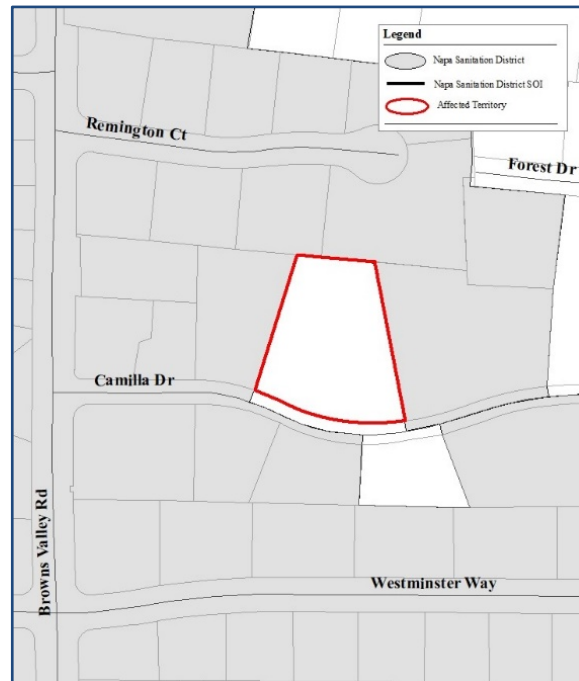 Legend
Napa Sanitation District
Napa Sanitation District SOI
Affected Territory
Remington Ct
Forest Dr
Camilla Dr
Browns Valley Rd
Westminster Way